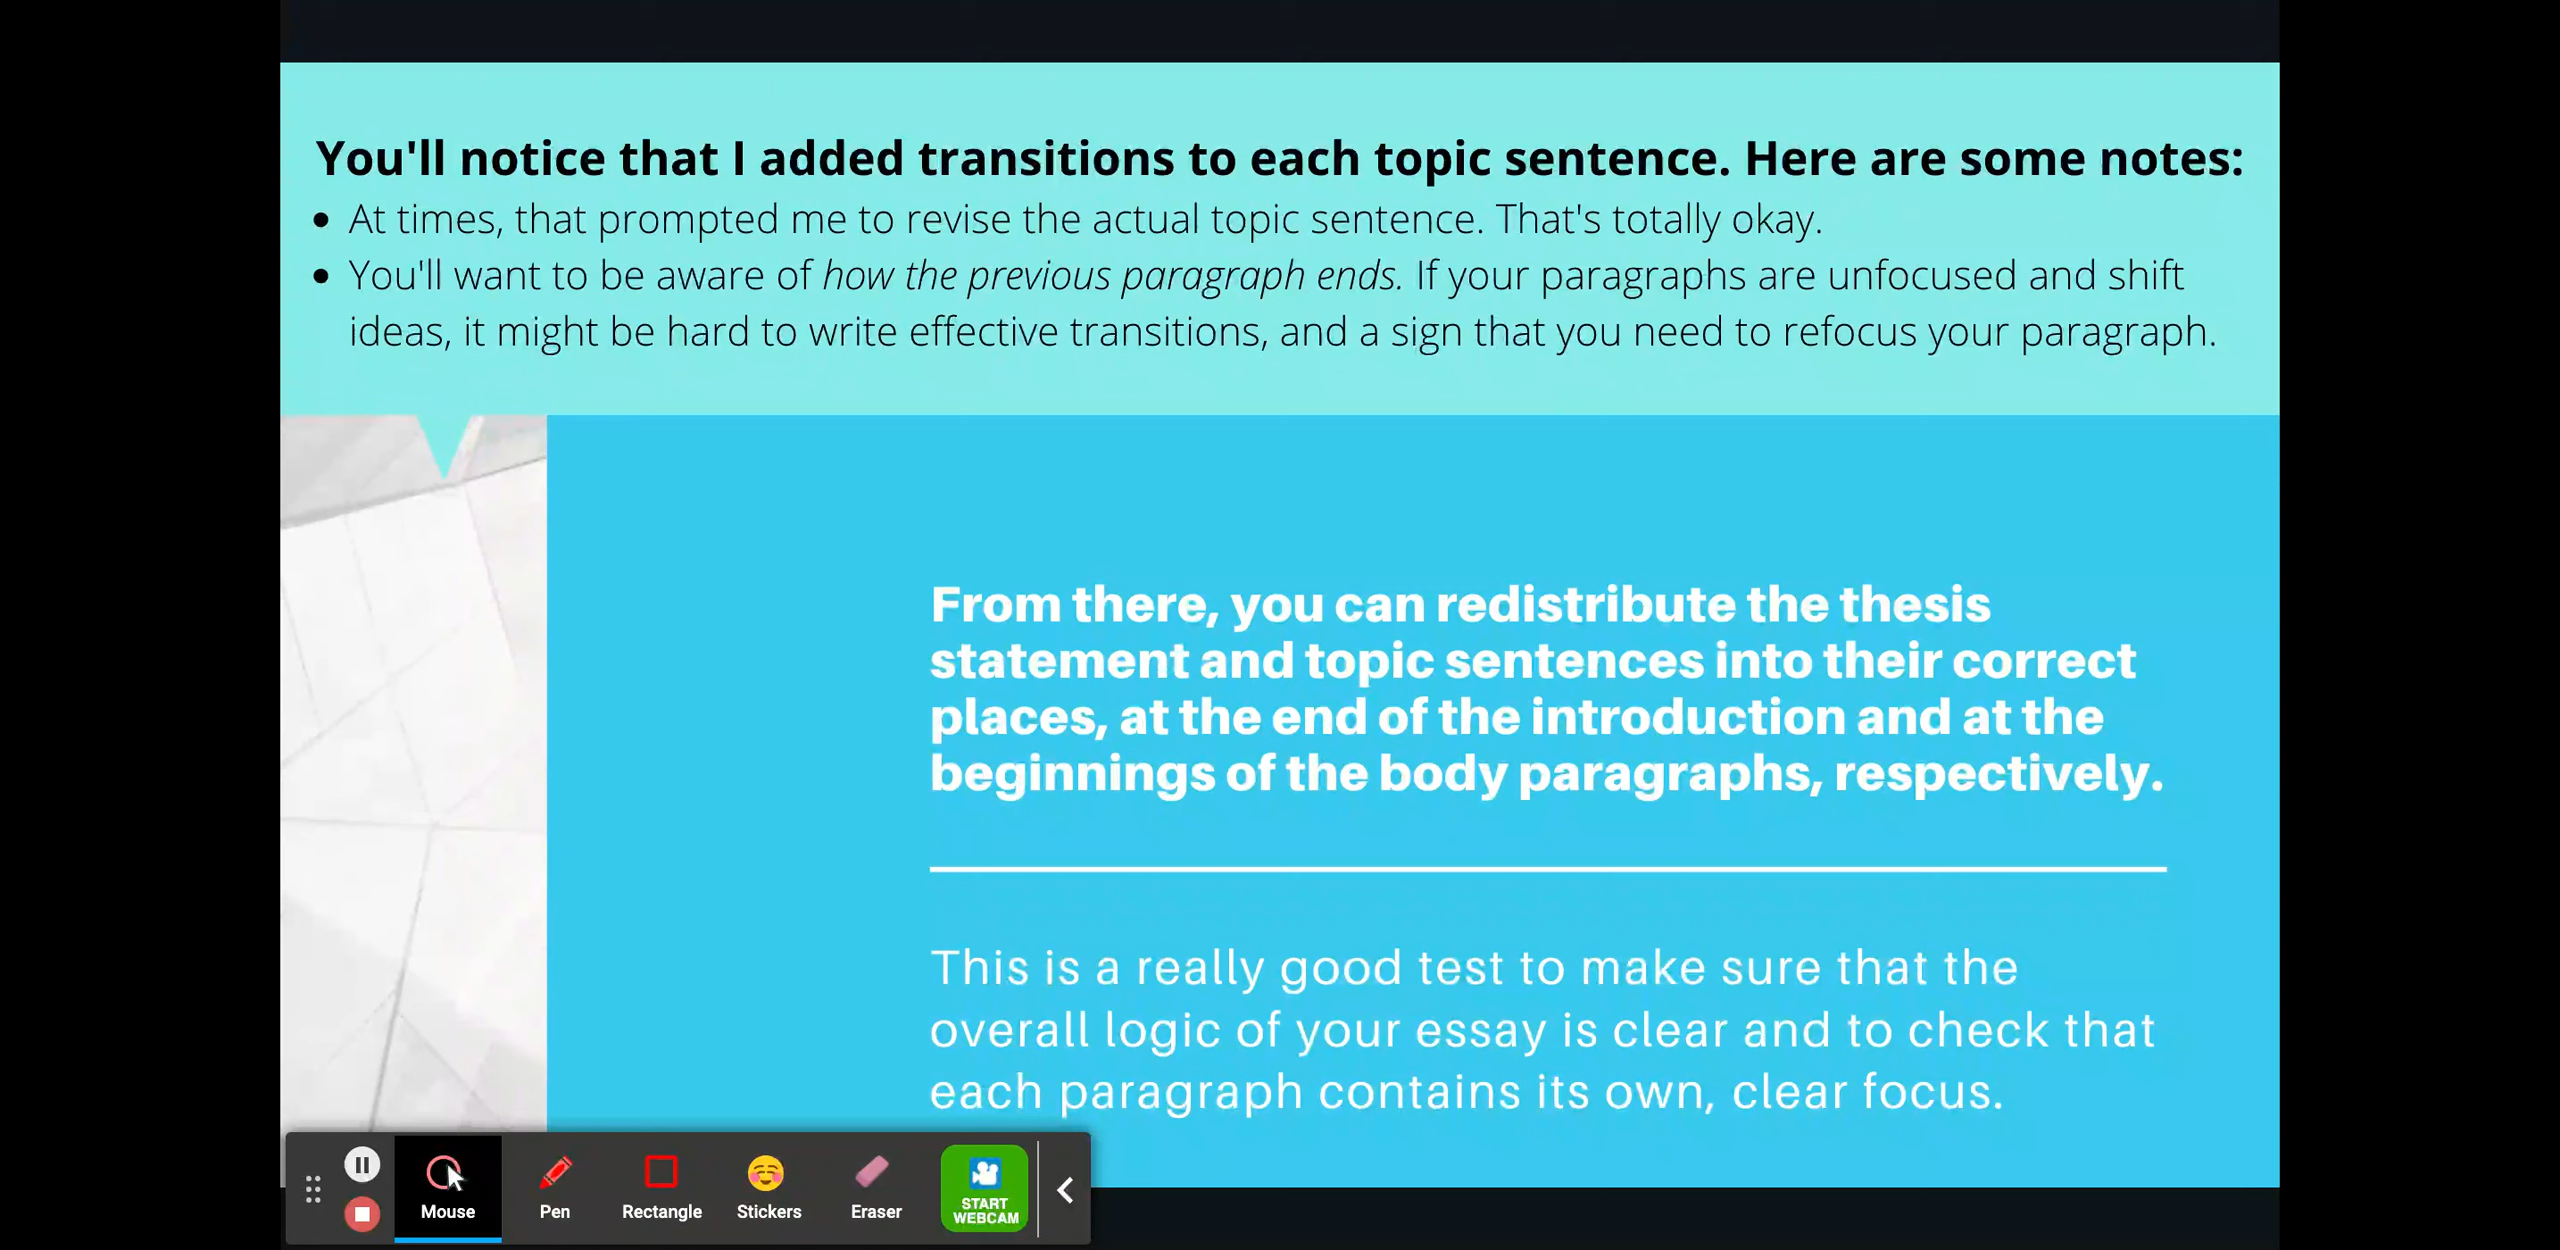 You'll notice that I added transitions to each topic sentence. Here are some notes:
• At times, that prompted me to revise the actual topic sentence. That's totally okay.
• You'll want to be aware of how the previous paragraph ends. If your paragraphs are unfocused and shift
ideas, it might be hard to write effective transitions, and a sign that you need to refocus your paragraph.
From there, you can redistribute the thesis
statement and topic sentences into their correct
places, at the end of the introduction and at the
beginnings of the body paragraphs, respectively.
This is a really good test to make sure that the
overall logic of your essay is clear and to check that
each paragraph contains its own, clear focus.
Mouse
Pen
Rectangle
Stickers
Eraser
START
WEBCAM